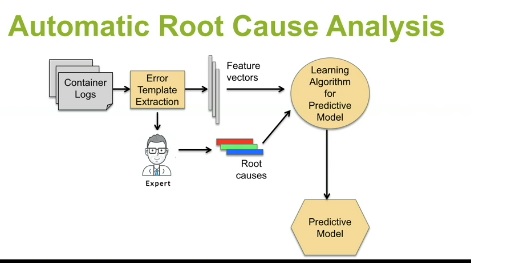 Automatic Root Cause Analysis
Container
Logs
Error
Template
Extraction
Feature
vectors
Learning
Algorithm
for
Predictive
Model
Expert
Root
causes
Predictive
Model